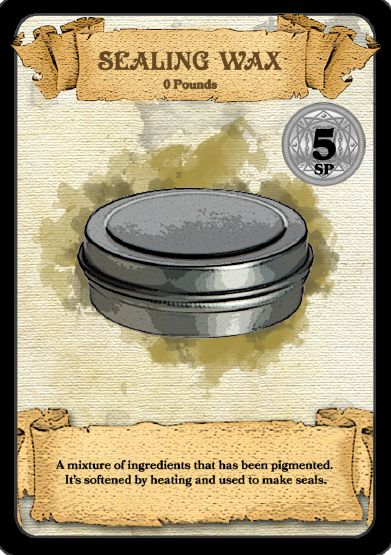 SEALING WAX
0 Pounds
5
SP
A mixture of ingredients that has been pigmented.
It's softened by heating and used to make seals.